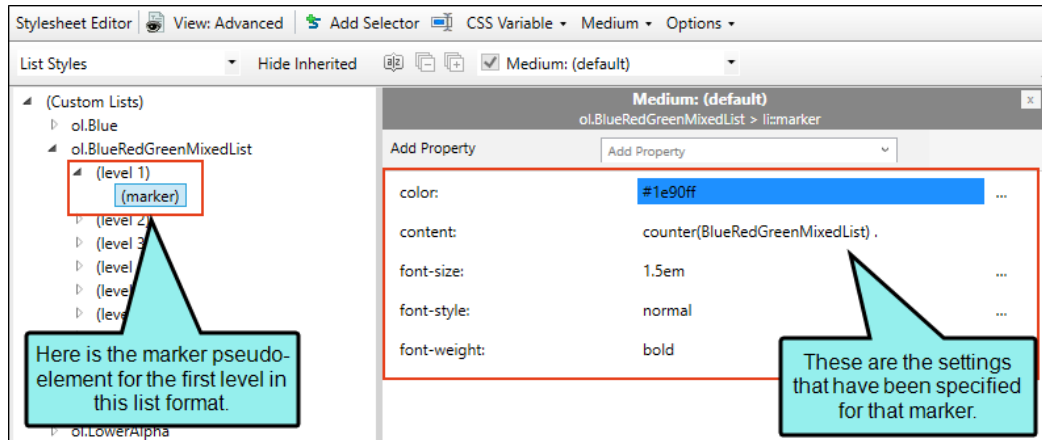 Stylesheet Editor View: Advanced Add Selector CSS Variable Medium Options
List Styles Hide Inherited Medium: (default)
(Custom Lists)
ol.Blue
ol.BlueRedGreenMixedList
(level 1)
(marker)
(level 2)
(level 3
(level
(level
(leve
ol.LowerAlpha
Medium: (default)
ol.BlueRedGreenMixedList > li::marker
Add Property Add Property
color: #1e90ff ...
content: counter(BlueRedGreenMixedList) .
font-size: 1.5em ...
font-style: normal ...
font-weight: bold
Here is the marker pseudo-
element for the first level in
this list format.
These are the settings
that have been specified
for that marker.